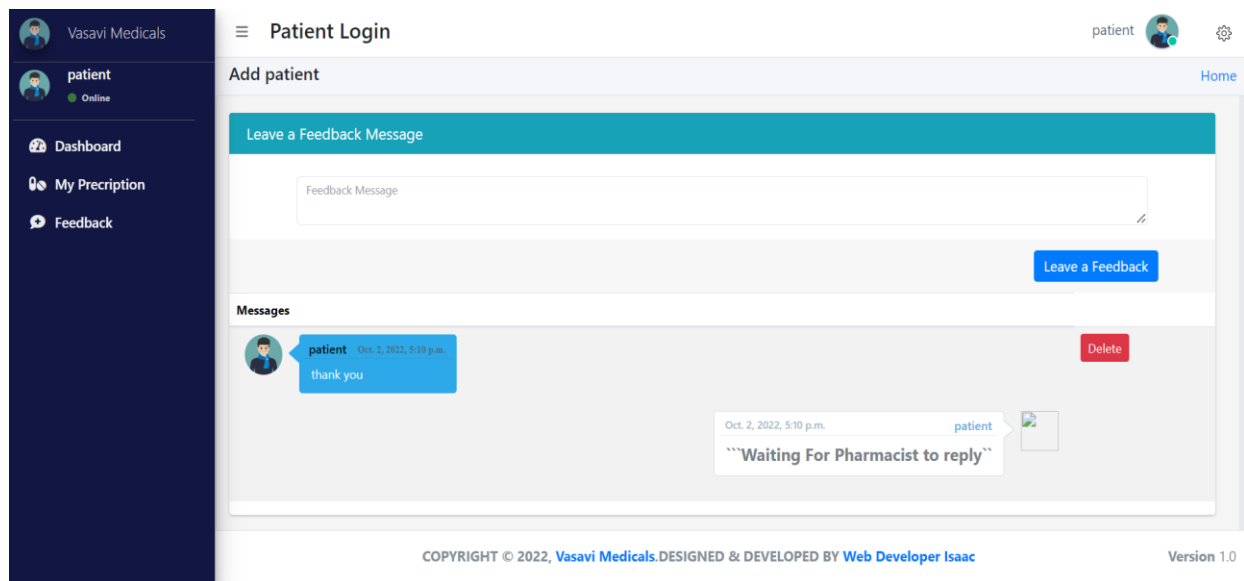 Vasavi Medicals
patient
Online
Dashboard
My Precription
Feedback
Patient Login
patient
Add patient
Home
Leave a Feedback Message
Feedback Message
Leave a Feedback
Messages
patient Oct. 2, 2022, 5:10 p.m.
thank you
Delete
Oct. 2, 2022, 5:10 p.m. patient
```Waiting For Pharmacist to reply``
COPYRIGHT © 2022, Vasavi Medicals.DESIGNED & DEVELOPED BY Web Developer Isaac
Version 1.0